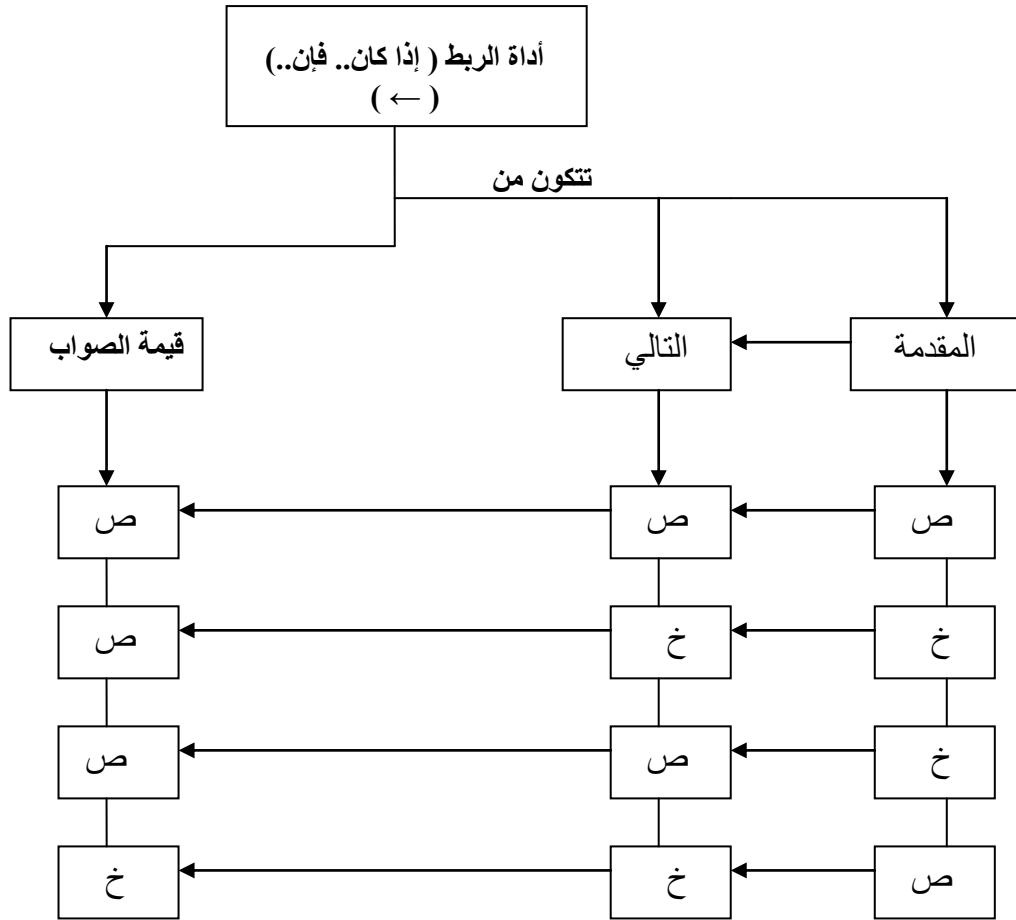 أداة الربط ( إذا كان.. فإن..)
( ← )
تتكون من
المقدمة
التالي
قيمة الصواب
ص
ص
ص
خ
خ
ص
خ
ص
ص
ص
خ
خ